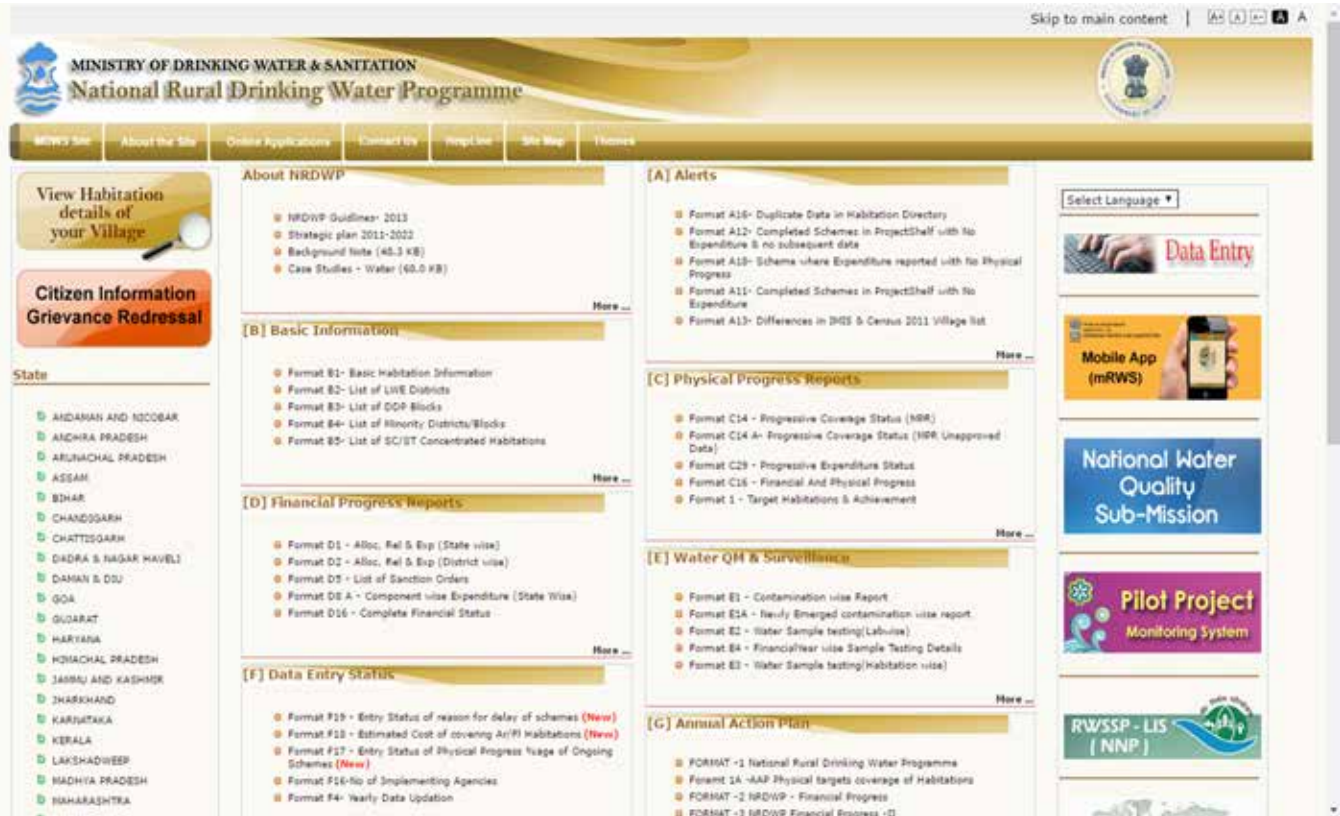 Skip to main content | A+ A A- A A
MINISTRY OF DRINKING WATER & SANITATION
National Rural Drinking Water Programme
MDWS Site About the Site Online Applications Contact Us HelpLine Site Map Themes
View Habitation
details of
your Village
Citizen Information
Grievance Redressal
State
ANDAMAN AND NICOBAR
ANDHRA PRADESH
ARUNACHAL PRADESH
ASSAM
BIHAR
CHANDIGARH
CHATTISGARH
DADRA & NAGAR HAVELI
DAMAN & DIU
GOA
GUJARAT
HARYANA
HIMACHAL PRADESH
JAMMU AND KASHMIR
JHARKHAND
KARNATAKA
KERALA
LAKSHADWEEP
MADHYA PRADESH
MAHARASHTRA
About NRDWP
NRDWP Guidlines- 2013
Strategic plan 2011-2022
Background Note (40.3 KB)
Case Studies - Water (60.0 KB)
More ...
[B] Basic Information
Format B1- Basic Habitation Information
Format B2- List of LWE Districts
Format B3- List of DDP Blocks
Format B4- List of Minority Districts/Blocks
Format B5- List of SC/ST Concentrated Habitations
More ...
[D] Financial Progress Reports
Format D1 - Alloc, Rel & Exp (State wise)
Format D2 - Alloc, Rel & Exp (District wise)
Format D5 - List of Sanction Orders
Format D8 A - Component wise Expenditure (State Wise)
Format D16 - Complete Financial Status
More ...
[F] Data Entry Status
Format F19 - Entry Status of reason for delay of schemes (New)
Format F18 - Estimated Cost of covering Ar/Fl Habitations (New)
Format F17 - Entry Status of Physical Progress %age of Ongoing
Schemes (New)
Format F16-No of Implementing Agencies
Format F4- Yearly Data Updation
[A] Alerts
Format A16- Duplicate Data in Habitation Directory
Format A12- Completed Schemes in ProjectShelf with No
Expenditure & no subsequent date
Format A18- Scheme where Expenditure reported with No Physical
Progress
Format A11- Completed Schemes in ProjectShelf with No
Expenditure
Format A13- Differences in IMIS & Census 2011 Village list
More ...
[C] Physical Progress Reports
Format C14 - Progressive Coverage Status (MPR)
Format C14 A- Progressive Coverage Status (MPR Unapproved
Data)
Format C29 - Progressive Expenditure Status
Format C16 - Financial And Physical Progress
Format 1 - Target Habitations & Achievement
More ...
[E] Water QM & Surveillance
Format E1 - Contamination wise Report
Format E1A - Newly Emerged contamination wise report
Format E2 - Water Sample testing(Labwise)
Format E4 - FinancialYear wise Sample Testing Details
Format E3 - Water Sample testing(Habitation wise)
More ...
[G] Annual Action Plan
FORMAT -1 National Rural Drinking Water Programme
Foremt 1A -AAP Physical targets coverage of Habitations
FORMAT -2 NRDWP - Financial Progress
FORMAT -3 NRDWP Financial Progress -II
Select Language
Data Entry
Mobile App
(mRWS)
National Water
Quality
Sub-Mission
Pilot Project
Monitoring System
RWSSP - LIS
( NNP )